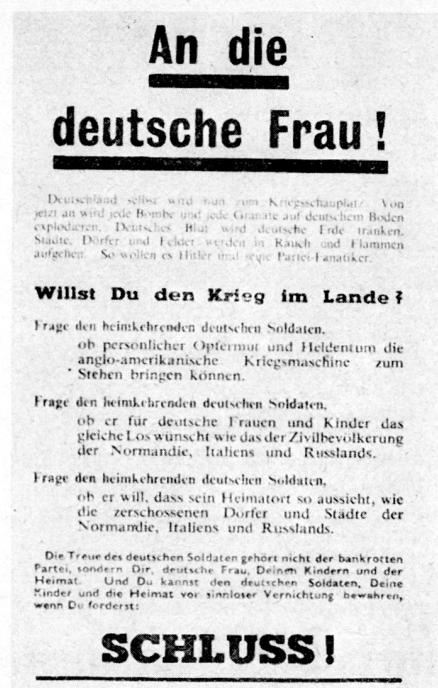 An die
deutsche Frau!
Deutschland selbst wird nun zum Kriegsschauplatz. Von
jetzt an wird jede Bombe und jede Granate auf deutschem Boden
explodieren. Deutsches Blut wird deutsche Erde tränken.
Städte, Dörfer und Felder werden in Rauch und Flammen
aufgehen. So wollen es Hitler und seine Partei-Fanatiker.
Willst Du den Krieg im Lande?
Frage den heimkehrenden deutschen Soldaten,
ob persönlicher Opfermut und Heldentum die
anglo-amerikanische Kriegsmaschine zum
Stehen bringen können.
Frage den heimkehrenden deutschen Soldaten,
ob er für deutsche Frauen und Kinder das
gleiche Los wünscht wie das der Zivilbevölkerung
der Normandie, Italiens und Russlands.
Frage den heimkehrenden deutschen Soldaten,
ob er will, dass sein Heimatort so aussieht, wie
die zerschossenen Dörfer und Städte der
Normandie, Italiens und Russlands.
Die Treue des deutschen Soldaten gehört nicht der bankrotten
Partei, sondern Dir, deutsche Frau, Deinen Kindern und der
Heimat. Und Du kannst den deutschen Soldaten, Deine
Kinder und die Heimat vor sinnloser Vernichtung bewahren,
wenn Du forderst:
SCHLUSS!